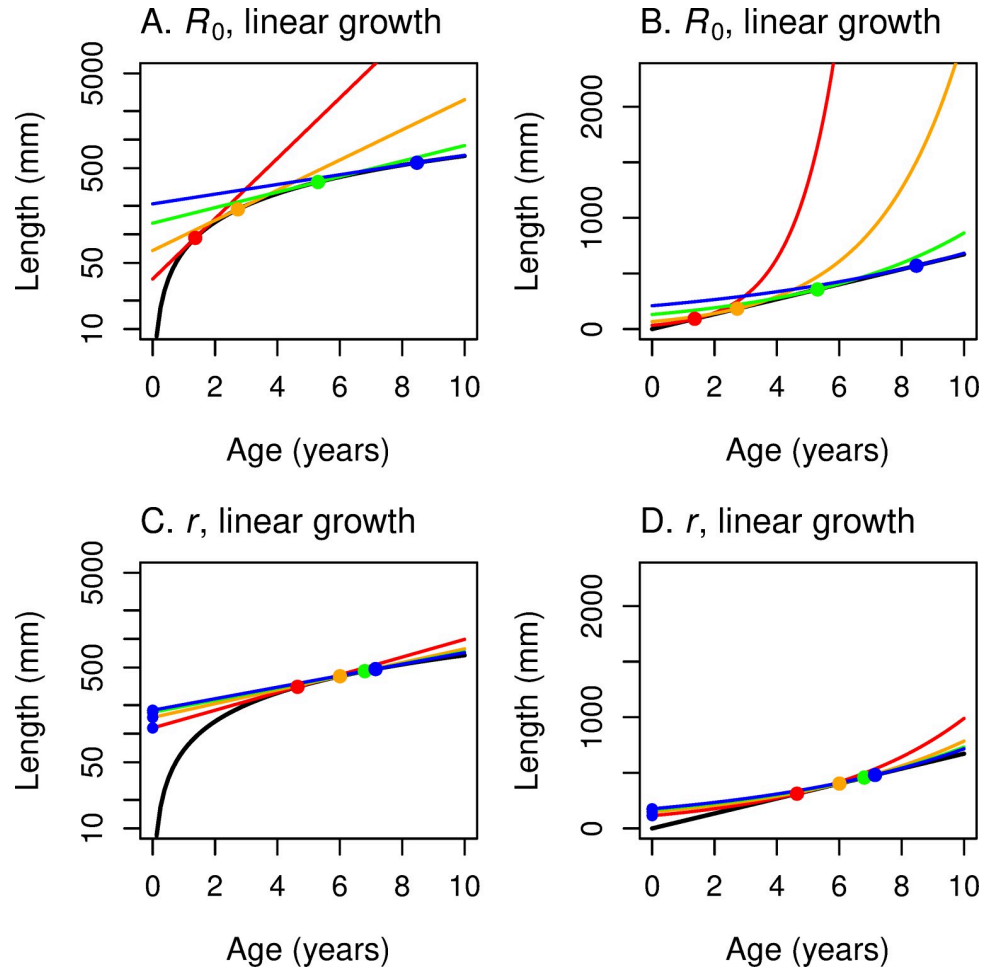 A. R0, linear growth
Length (mm)
5000
500
50
10
0 2 4 6 8 10
Age (years)
B. R0, linear growth
Length (mm)
2000
1000
0
0 2 4 6 8 10
Age (years)
C. r, linear growth
Length (mm)
5000
500
50
10
0 2 4 6 8 10
Age (years)
D. r, linear growth
Length (mm)
2000
1000
0
0 2 4 6 8 10
Age (years)